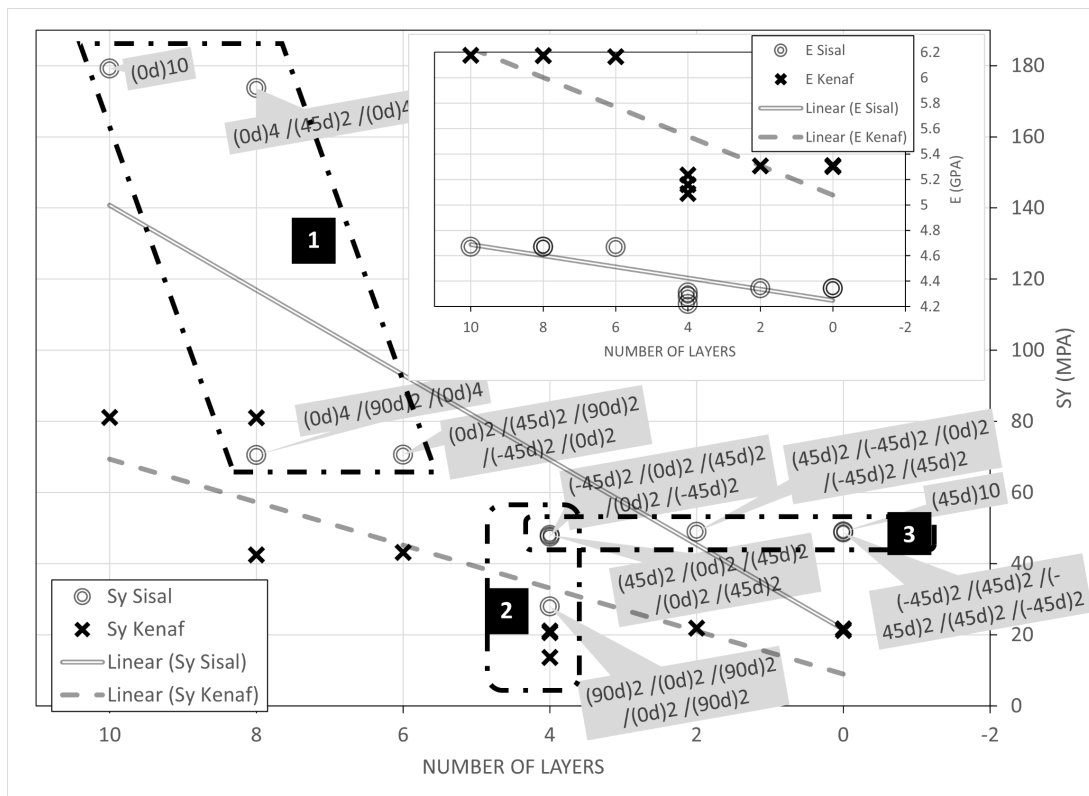 180
160
140
120
100
80
60
40
20
0
SY (MPA)
10
8
6
4
2
0
-2
NUMBER OF LAYERS
(0d)10
(0d)4 /(45d)2 /(0d)4
1
(0d)4 /(90d)2 /(0d)4
(0d)2 /(45d)2 /(90d)2
/(-45d)2 /(0d)2
(-45d)2 /(0d)2 /(45d)2
/(0d)2 /(-45d)2
(45d)2 /(-45d)2 /(0d)2
/(-45d)2 /(45d)2
(45d)10
3
(45d)2 /(0d)2 /(45d)2
/(0d)2 /(45d)2
(-45d)2 /(45d)2 /(-
45d)2 /(45d)2 /(-45d)2
2
(90d)2 /(0d)2 /(90d)2
/(0d)2 /(90d)2
Sy Sisal
Sy Kenaf
Linear (Sy Sisal)
Linear (Sy Kenaf)
E Sisal
E Kenaf
Linear (E Sisal)
Linear (E Kenaf)
6.2
6
5.8
5.6
5.4
5.2
5
4.8
4.6
4.4
4.2
E (GPA)
10
8
6
4
2
0
-2
NUMBER OF LAYERS